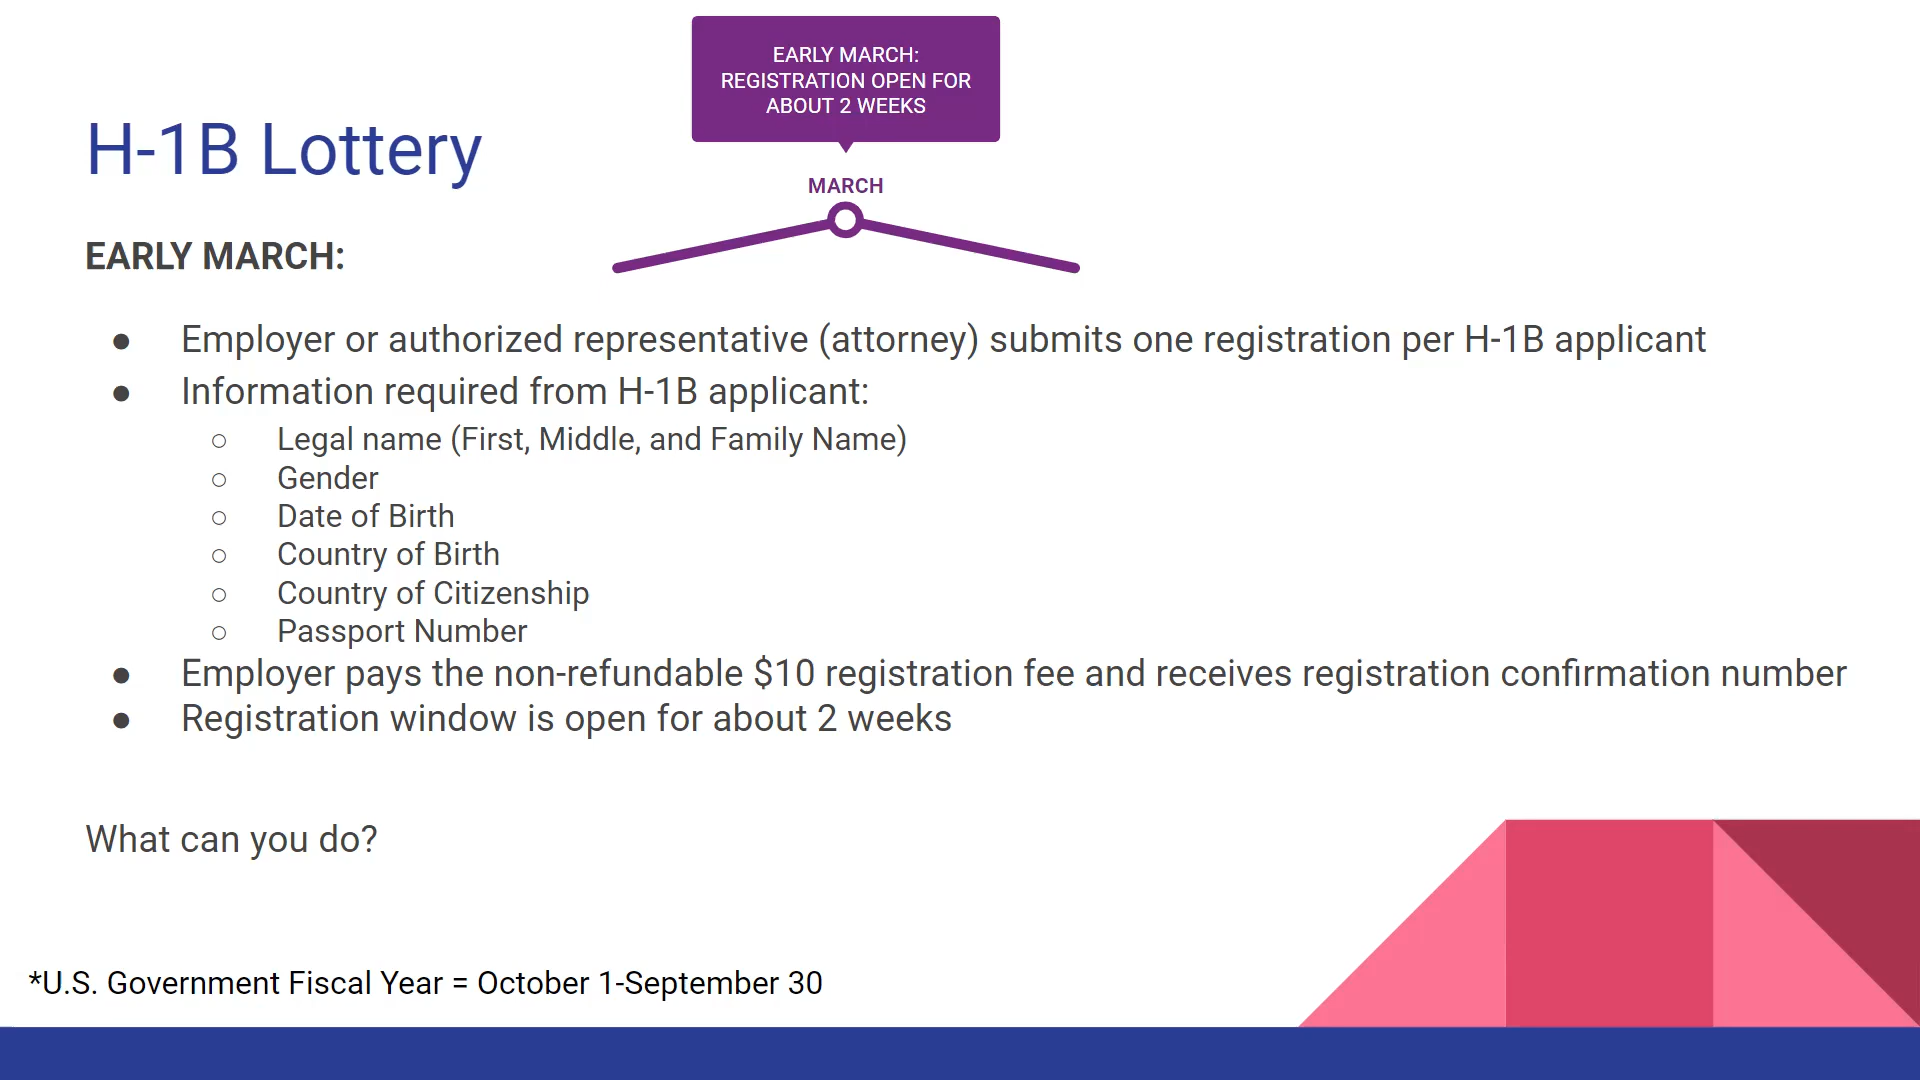 EARLY MARCH:
REGISTRATION OPEN FOR
ABOUT 2 WEEKS
MARCH
H-1B Lottery
EARLY MARCH:
● Employer or authorized representative (attorney) submits one registration per H-1B applicant
● Information required from H-1B applicant:
○ Legal name (First, Middle, and Family Name)
○ Gender
○ Date of Birth
○ Country of Birth
○ Country of Citizenship
○ Passport Number
● Employer pays the non-refundable $10 registration fee and receives registration confirmation number
● Registration window is open for about 2 weeks
What can you do?
*U.S. Government Fiscal Year = October 1-September 30